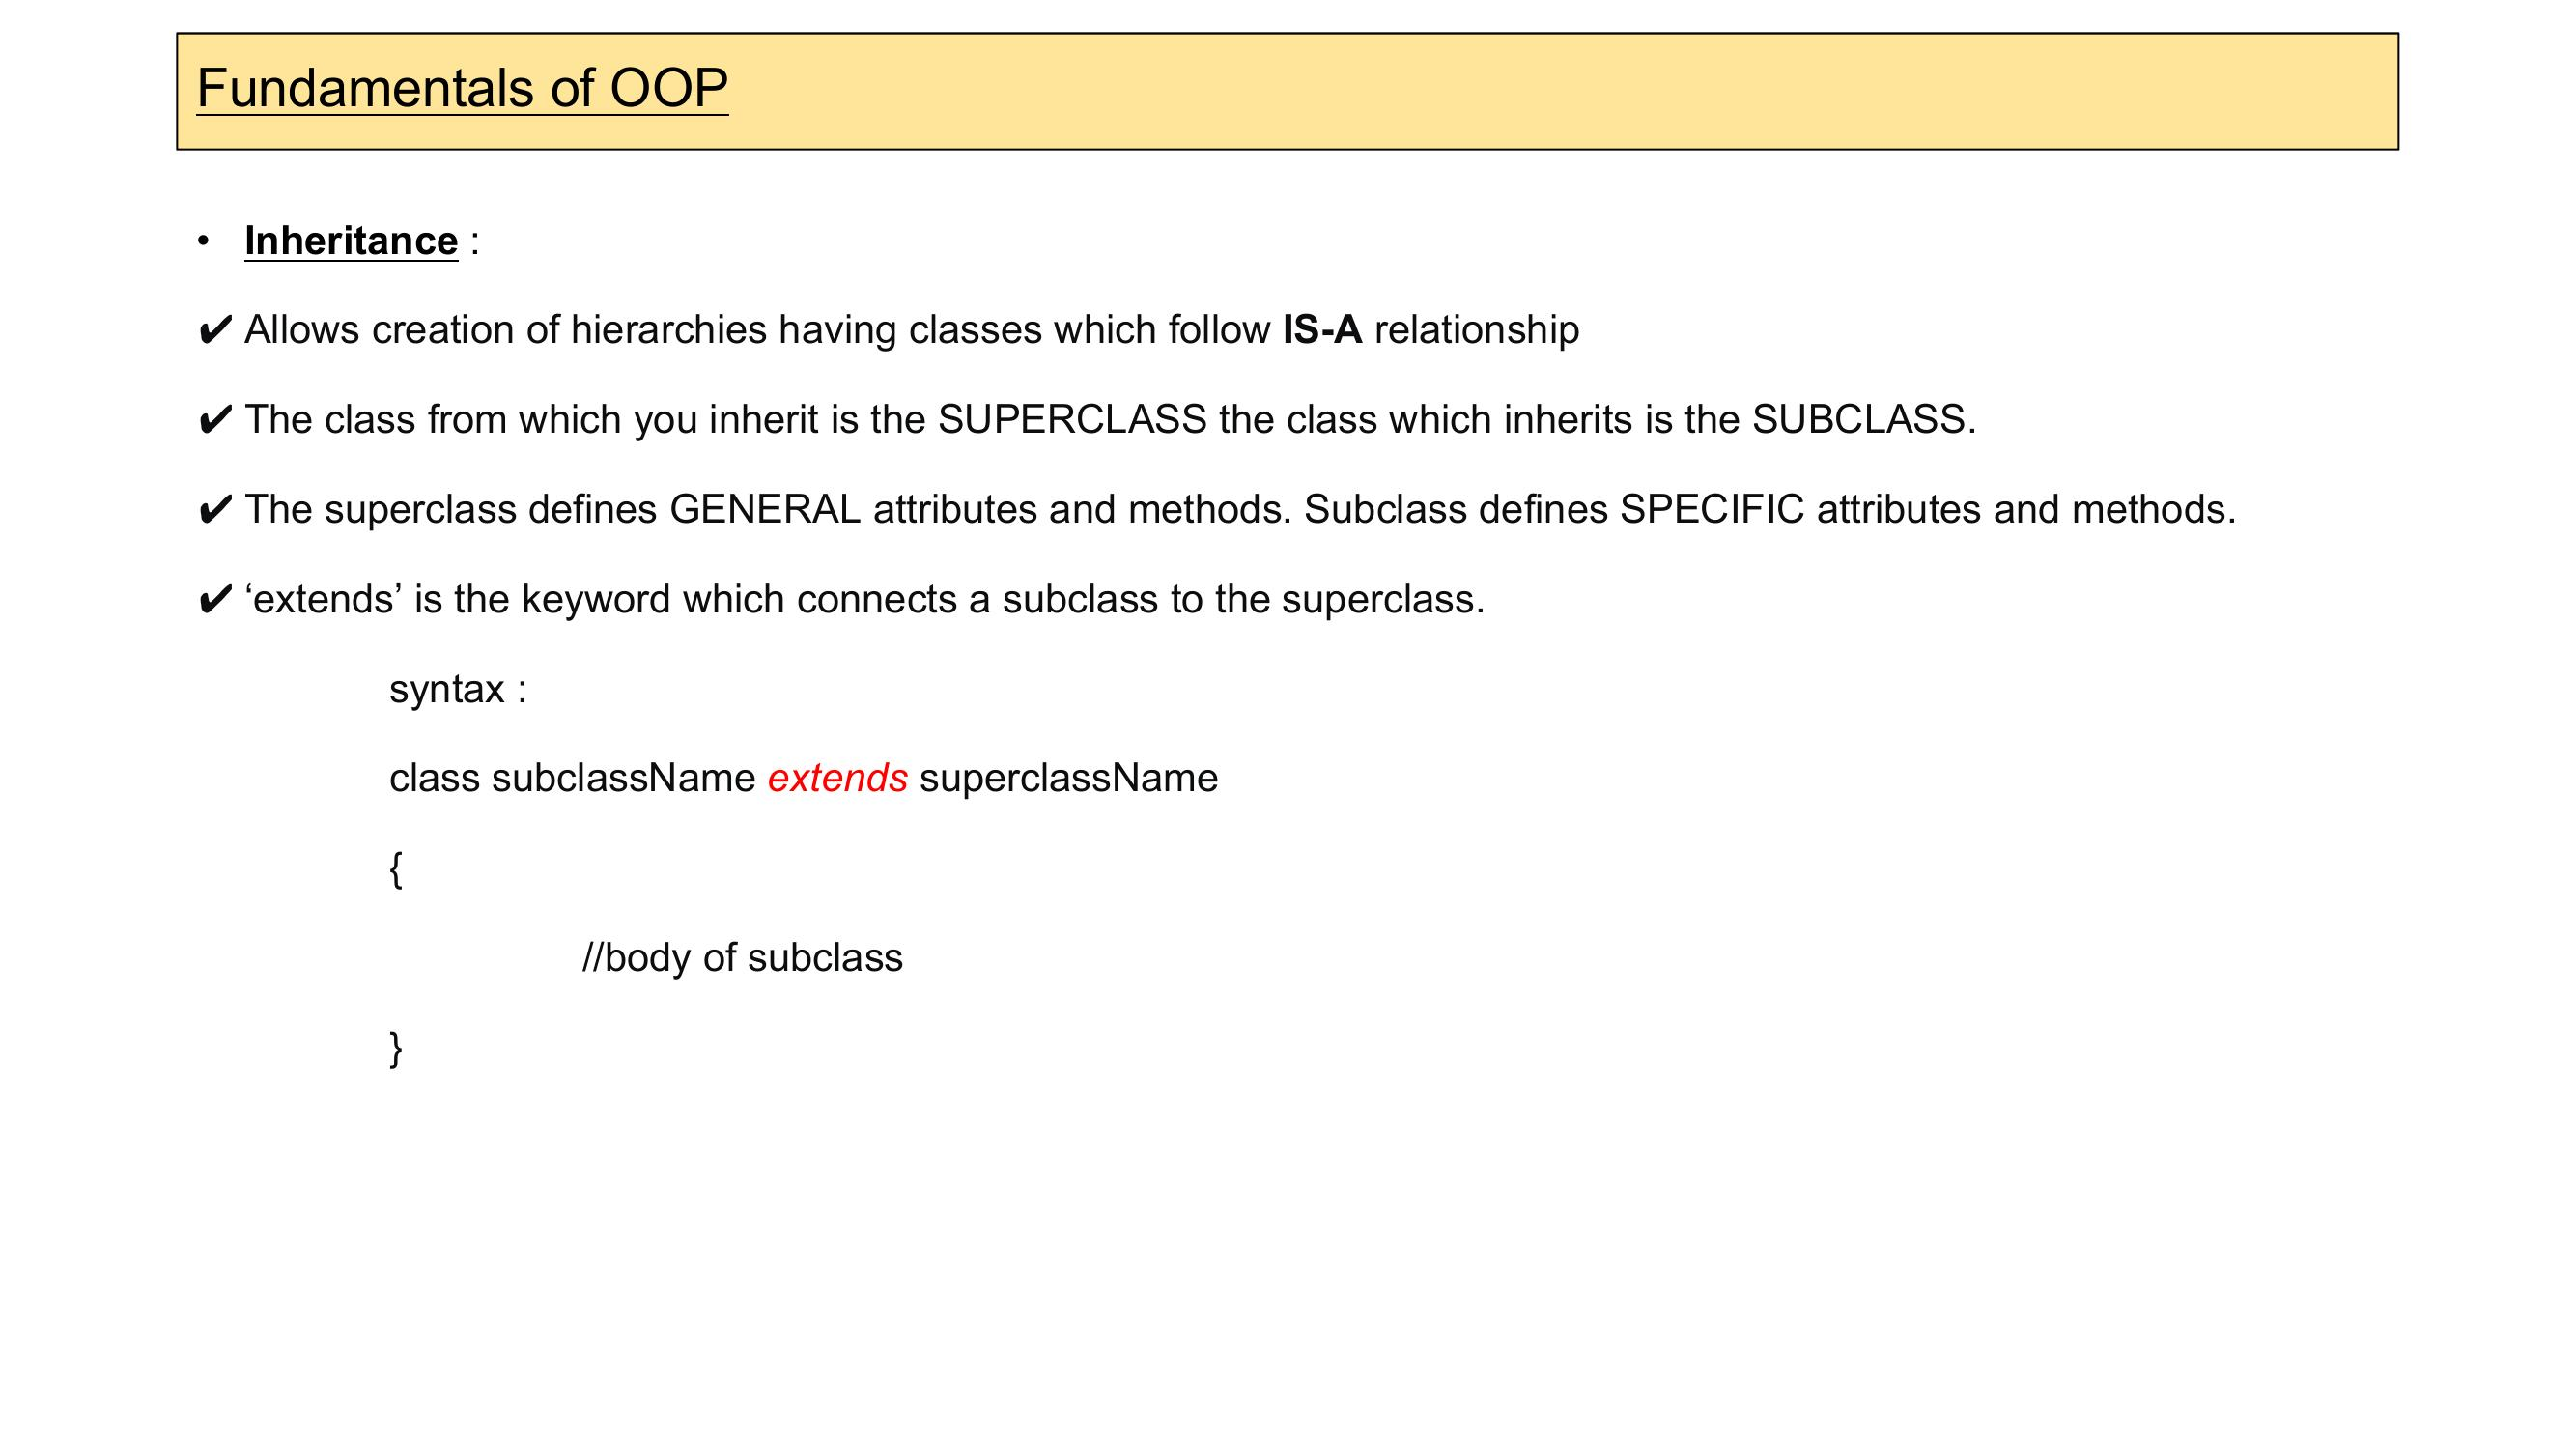 Fundamentals of OOP
• Inheritance :
✔ Allows creation of hierarchies having classes which follow IS-A relationship
✔ The class from which you inherit is the SUPERCLASS the class which inherits is the SUBCLASS.
✔ The superclass defines GENERAL attributes and methods. Subclass defines SPECIFIC attributes and methods.
✔ ‘extends’ is the keyword which connects a subclass to the superclass.
syntax :
class subclassName extends superclassName
{
//body of subclass
}